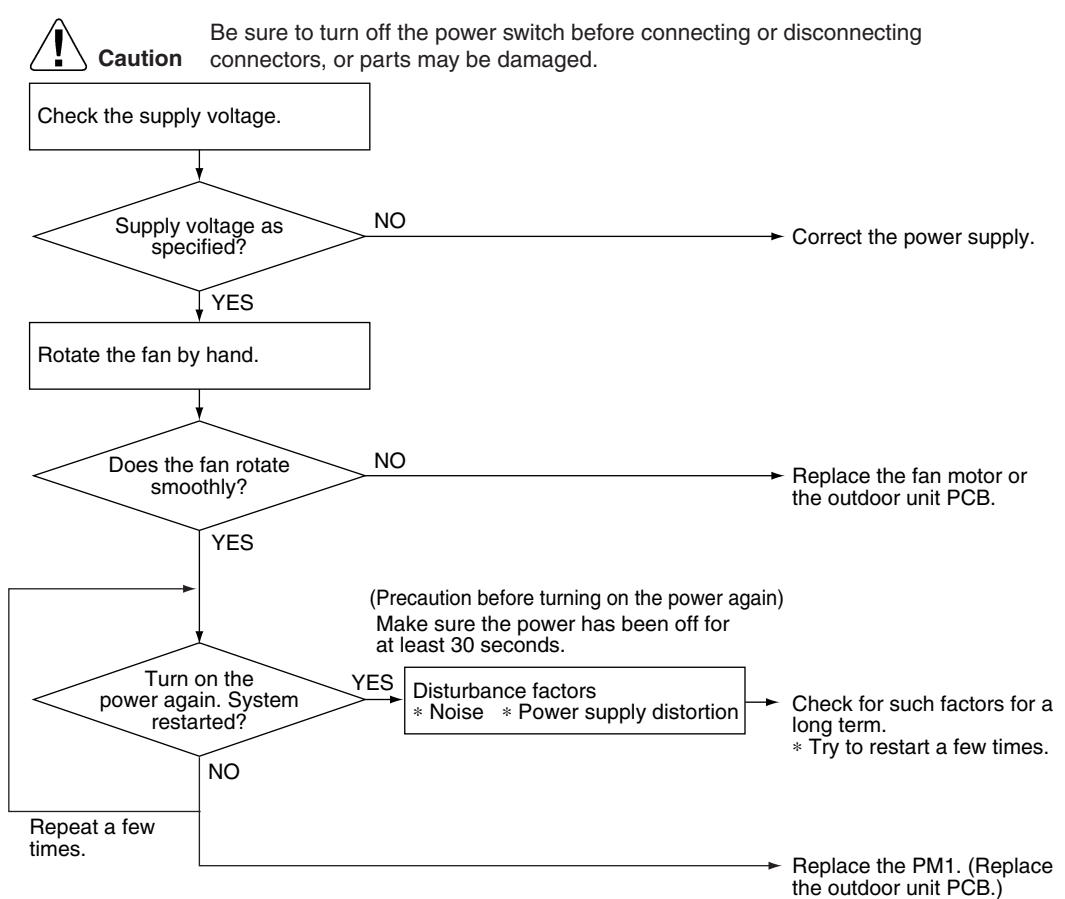 Be sure to turn off the power switch before connecting or disconnecting
Caution connectors, or parts may be damaged.
Check the supply voltage.
Supply voltage as
specified?
NO
Correct the power supply.
YES
Rotate the fan by hand.
Does the fan rotate
smoothly?
NO
Replace the fan motor or
the outdoor unit PCB.
YES
(Precaution before turning on the power again)
Make sure the power has been off for
at least 30 seconds.
Turn on the
power again. System
restarted?
YES
Disturbance factors
∗ Noise ∗ Power supply distortion
Check for such factors for a
long term.
∗ Try to restart a few times.
NO
Repeat a few
times.
Replace the PM1. (Replace
the outdoor unit PCB.)